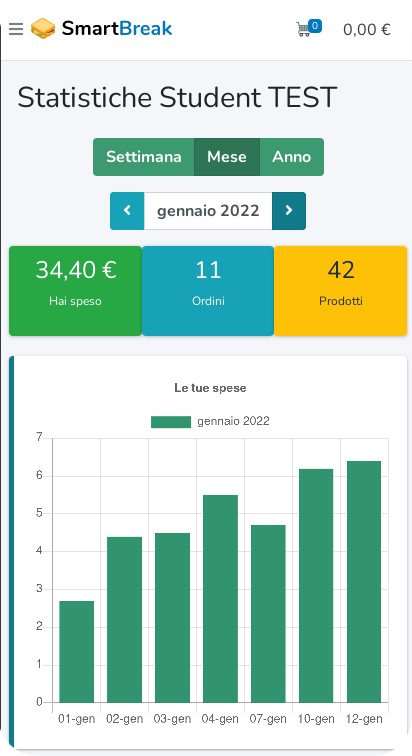 SmartBreak 0 0,00 €
Statistiche Student TEST
Settimana Mese Anno
gennaio 2022
34,40 € 11 42
Hai speso Ordini Prodotti
Le tue spese
gennaio 2022
7
6
5
4
3
2
1
0
01-gen 02-gen 03-gen 04-gen 07-gen 10-gen 12-gen